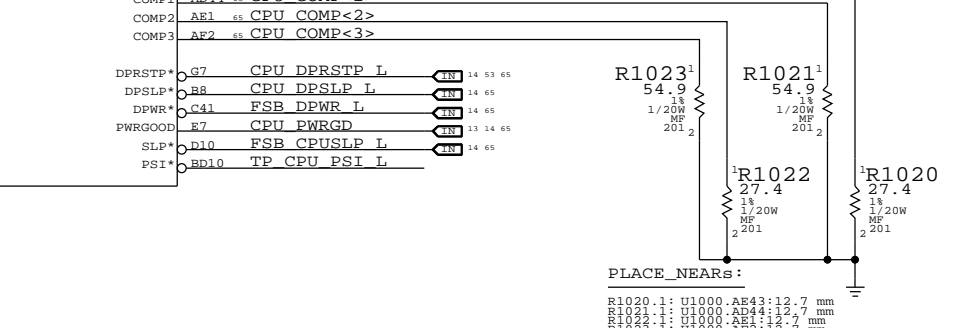 COMP1
COMP2 AE1 65 CPU_COMP<2>
COMP3 AF2 65 CPU_COMP<3>
DPRSTP* G7 CPU_DPRSTP_L IN 14 53 65
DPSLP* B8 CPU_DPSLP_L IN 14 65
DPWR* C41 FSB_DPWR_L IN 14 65
PWRGOOD E7 CPU_PWRGD IN 13 14 65
SLP* D10 FSB_CPUSLP_L IN 14 65
PSI* BD10 TP_CPU_PSI_L
R1023 1
54.9
1%
1/20W
MF
201 2
R1021 1
54.9
1%
1/20W
MF
201 2
1 R1022
27.4
1%
1/20W
MF
2 201
1 R1020
27.4
1%
1/20W
MF
2 201
PLACE_NEARs:
R1020.1: U1000.AE43:12.7 mm
R1021.1: U1000.AD44:12.7 mm
R1022.1: U1000.AE1:12.7 mm